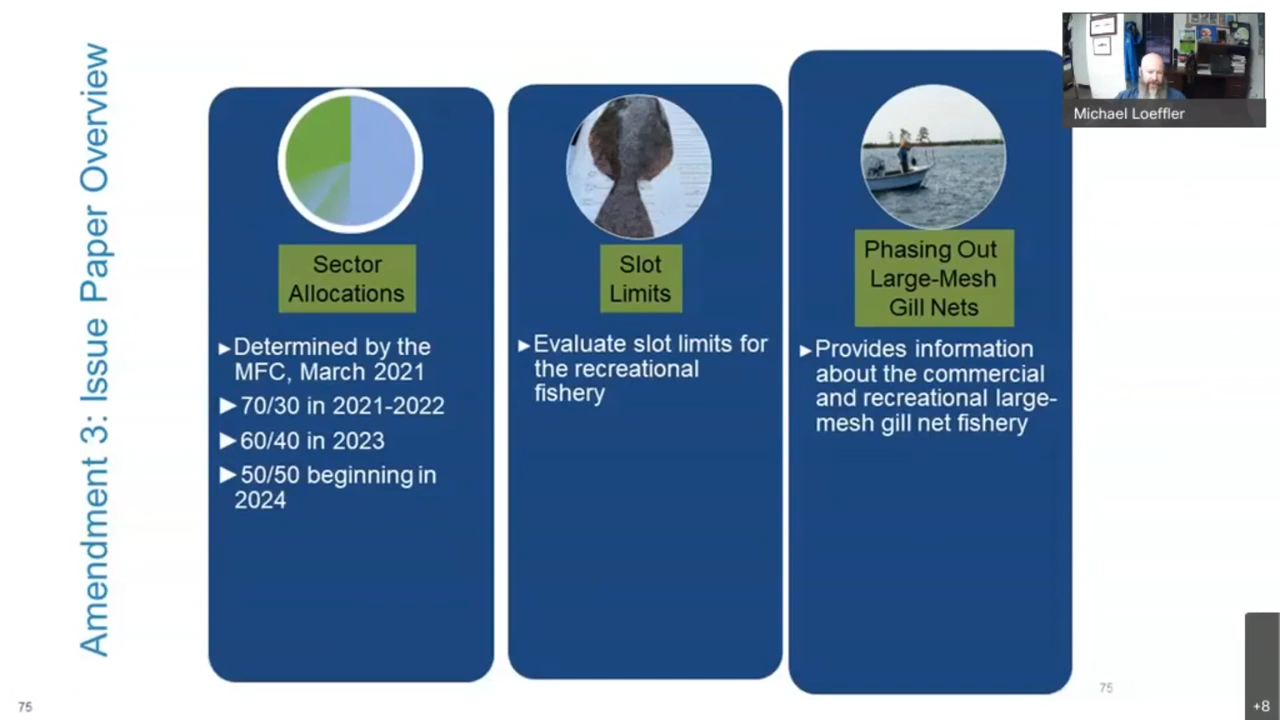 Amendment 3: Issue Paper Overview
Sector
Allocations
►Determined by the
MFC, March 2021
►70/30 in 2021-2022
►60/40 in 2023
►50/50 beginning in
2024
Slot
Limits
►Evaluate slot limits for
the recreational
fishery
Phasing Out
Large-Mesh
Gill Nets
►Provides information
about the commercial
and recreational large-
mesh gill net fishery
Michael Loeffler
75
75
+8